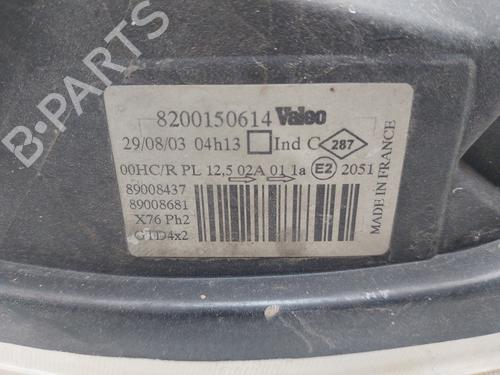 B-PARTS
8200150614 Valeo
29/08/03 04h13 Ind C 287
00HC/R PL 12,5 02A 01 1a E2 2051
89008437
89008681
X76 Ph2
GTD4x2
MADE IN FRANCE